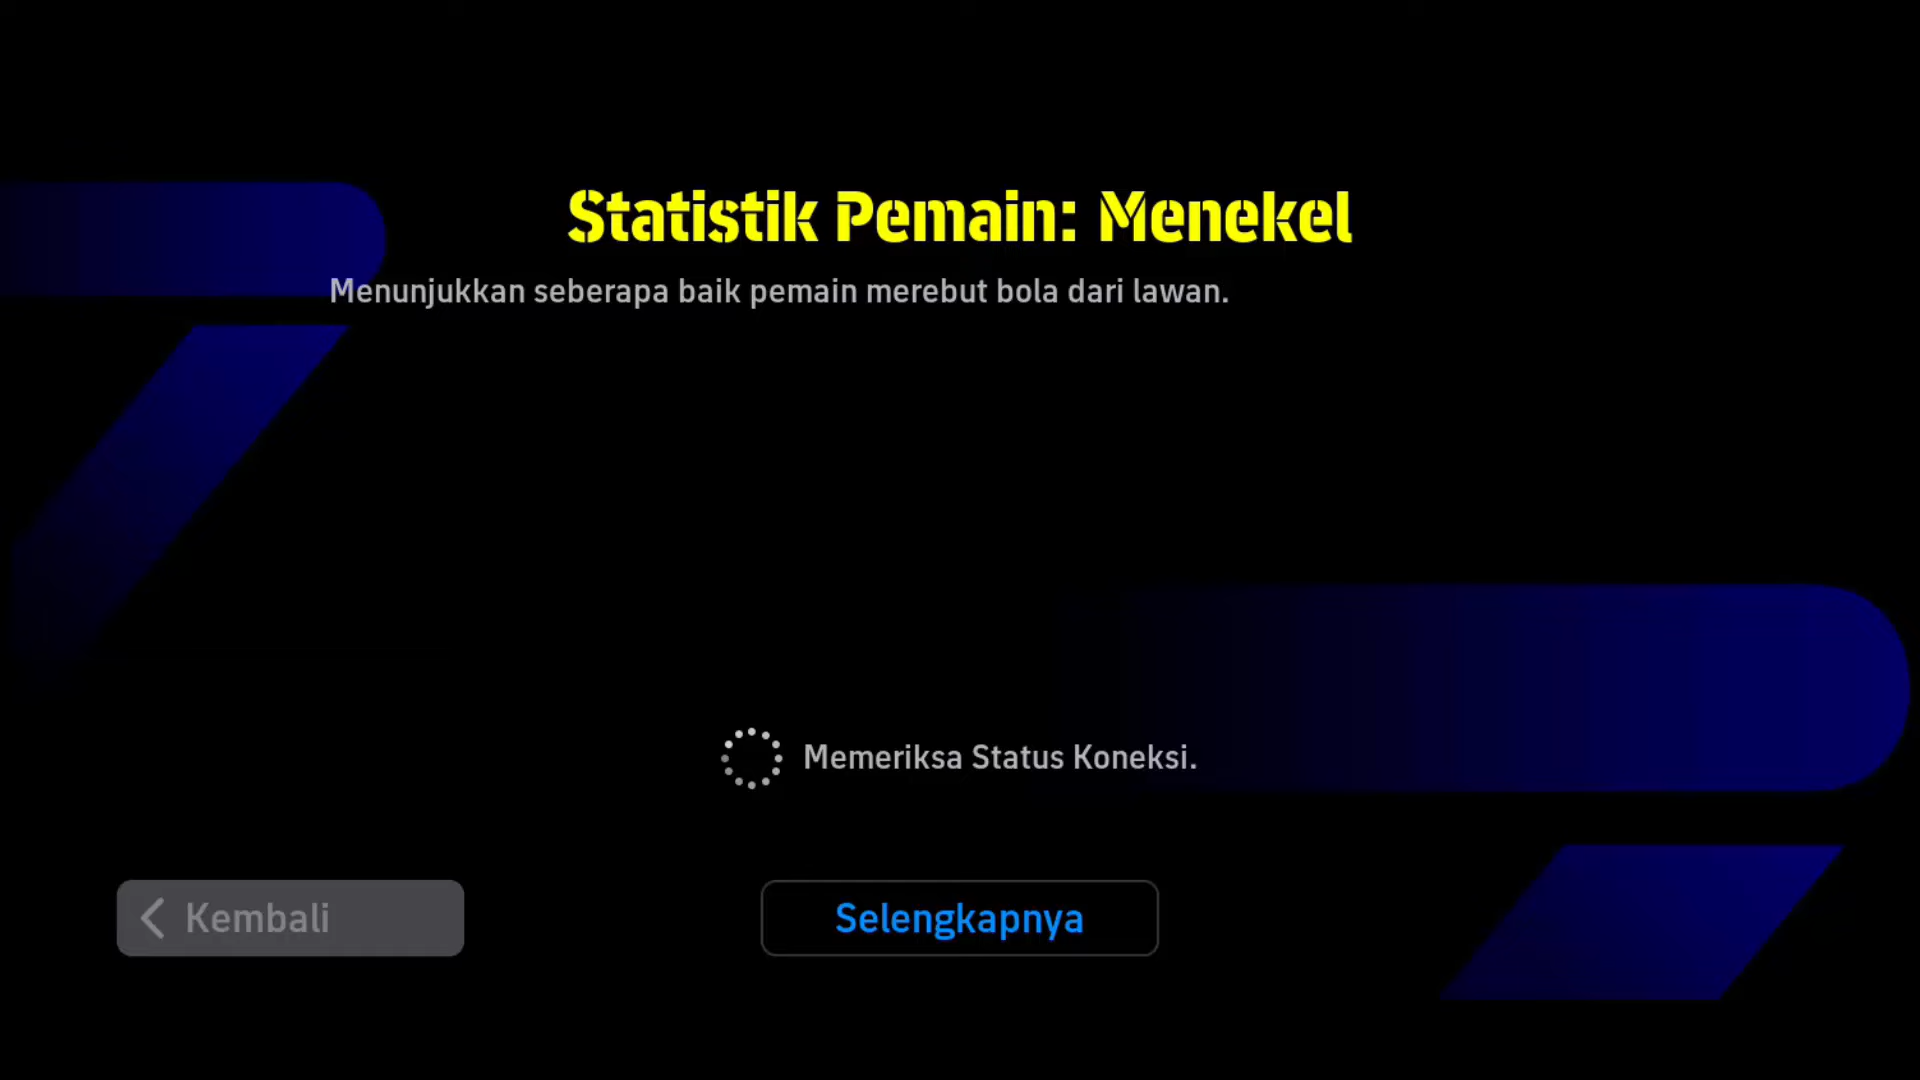 Statistik Pemain: Menekel
Menunjukkan seberapa baik pemain merebut bola dari lawan.
Memeriksa Status Koneksi.
Kembali
Selengkapnya